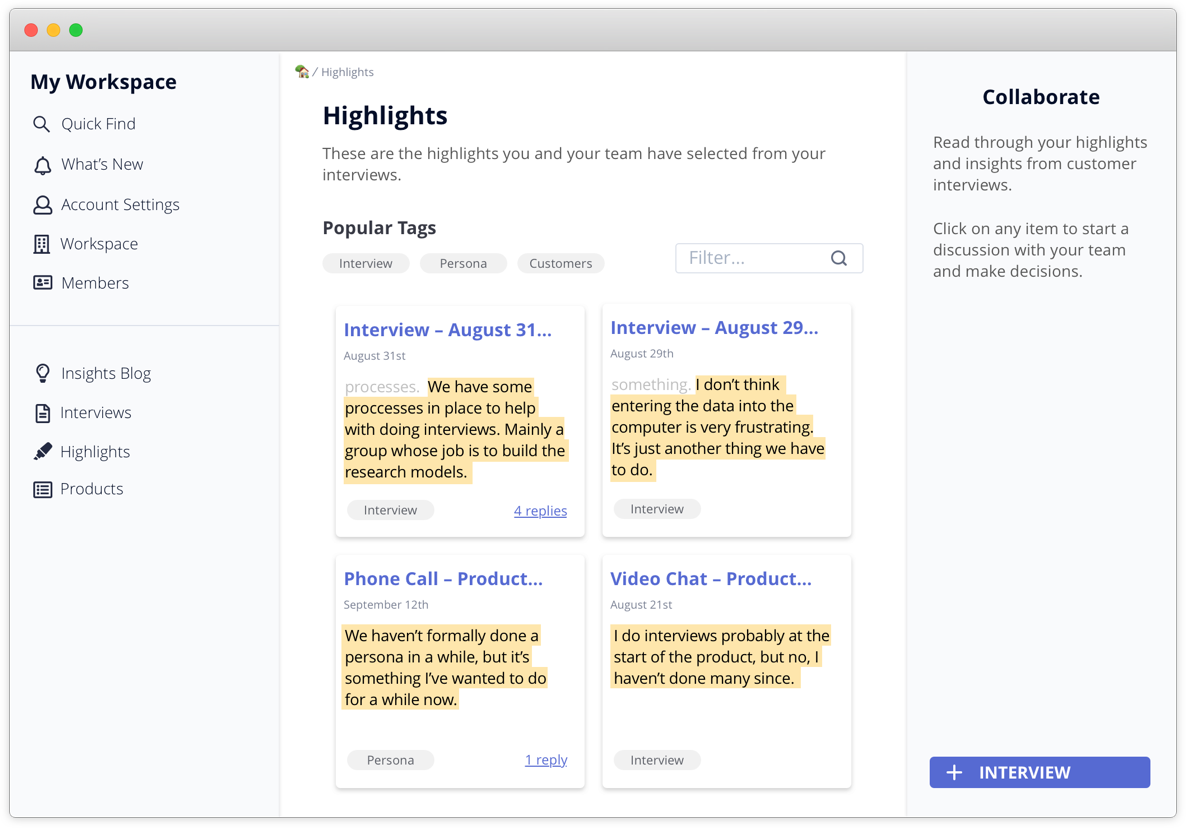 My Workspace
Quick Find
What's New
Account Settings
Workspace
Members
Insights Blog
Interviews
Highlights
Products
/ Highlights
Highlights
These are the highlights you and your team have selected from your
interviews.
Popular Tags
Interview
Persona
Customers
Filter...
Interview – August 31...
August 31st
processes. We have some
proccesses in place to help
with doing interviews. Mainly a
group whose job is to build the
research models.
Interview
4 replies
Interview – August 29...
August 29th
something. I don't think
entering the data into the
computer is very frustrating.
It's just another thing we have
to do.
Interview
Phone Call – Product...
September 12th
We haven't formally done a
persona in a while, but it's
something I've wanted to do
for a while now.
Persona
1 reply
Video Chat – Product...
August 21st
I do interviews probably at the
start of the product, but no, I
haven't done many since.
Interview
Collaborate
Read through your highlights
and insights from customer
interviews.
Click on any item to start a
discussion with your team
and make decisions.
+ INTERVIEW